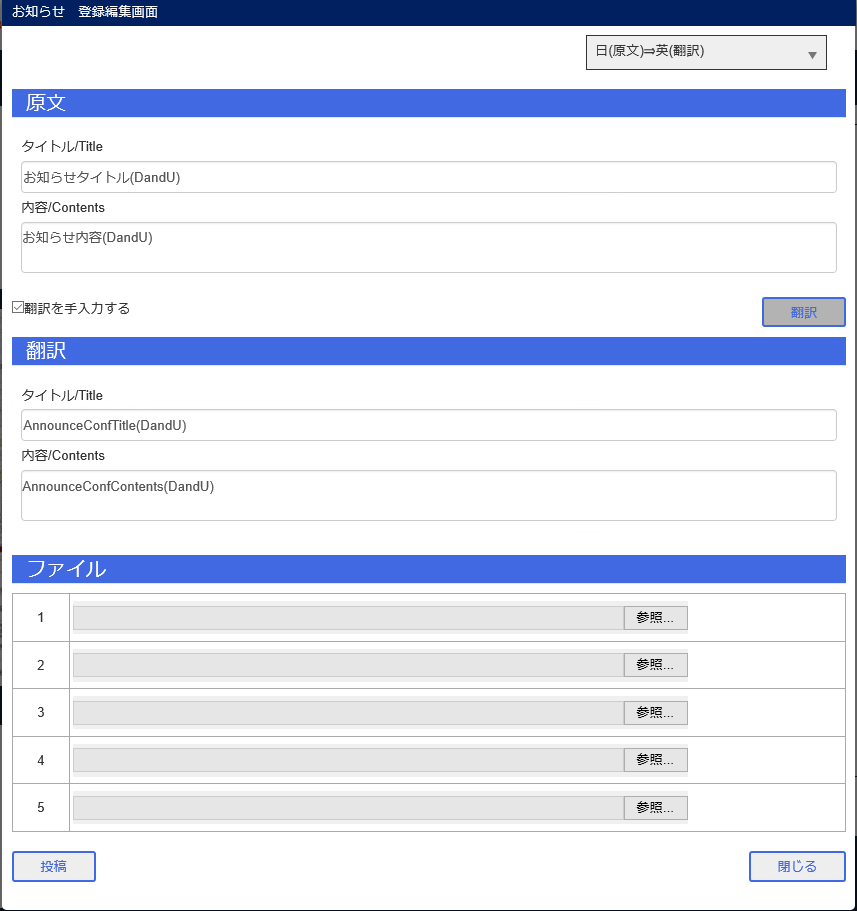 お知らせ　登録編集画面
日(原文)⇒英(翻訳)
原文
タイトル/Title
お知らせタイトル(DandU)
内容/Contents
お知らせ内容(DandU)
翻訳を手入力する
翻訳
翻訳
タイトル/Title
AnnounceConfTitle(DandU)
内容/Contents
AnnounceConfContents(DandU)
ファイル
1 参照...
2 参照...
3 参照...
4 参照...
5 参照...
投稿 閉じる